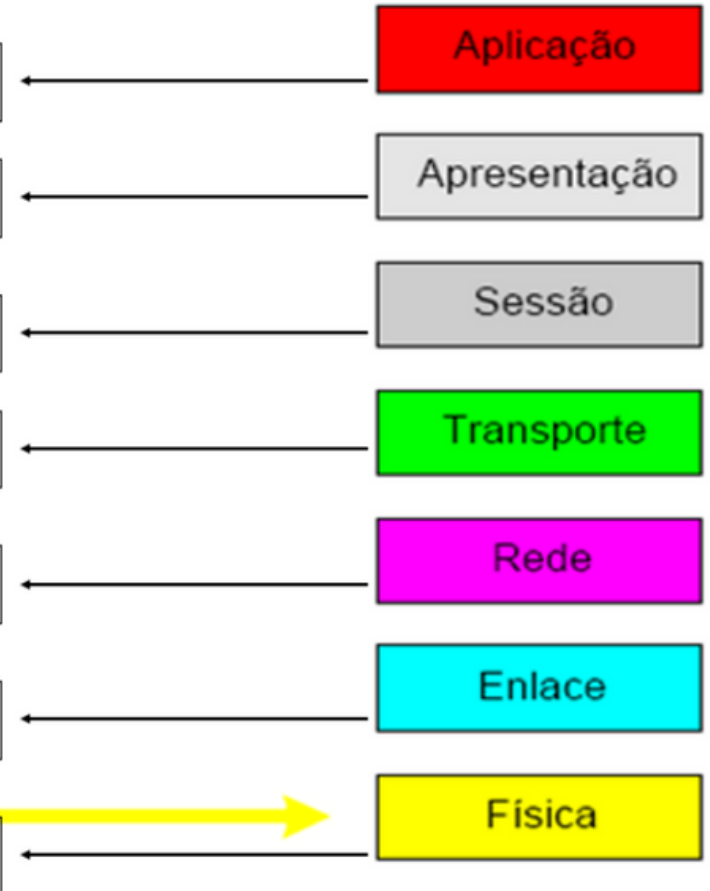 Aplicação
Apresentação
Sessão
Transporte
Rede
Enlace
Física